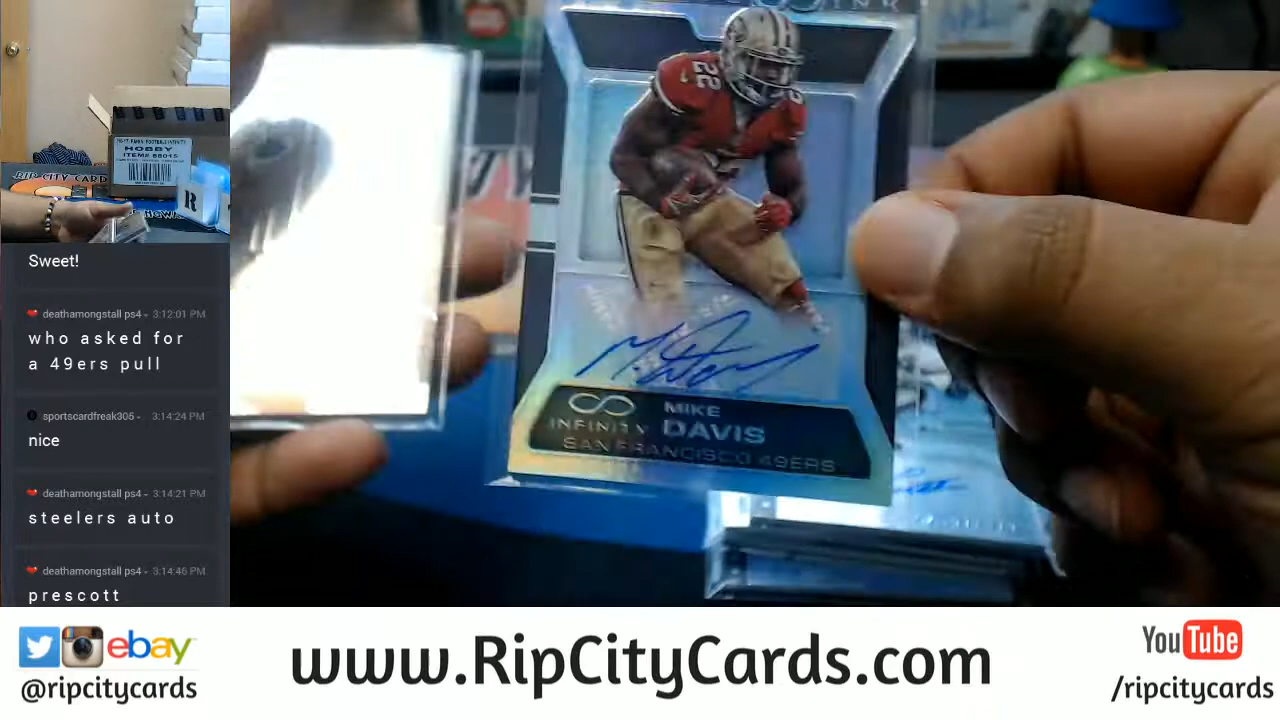 HOBBY
RIP CITY CARDS
R
Sweet!
deathamongstall ps4 - 3:12:01 PM
who asked for
a 49ers pull
sportscardfreak305 - 3:14:24 PM
nice
deathamongstall ps4 - 3:14:21 PM
steelers auto
deathamongstall ps4 - 3:14:46 PM
prescott
INK
22
MIKE
INFINITY DAVIS
SAN FRANCISCO 49ERS
ebay
@ripcitycards
www.RipCityCards.com
YouTube
/ripcitycards